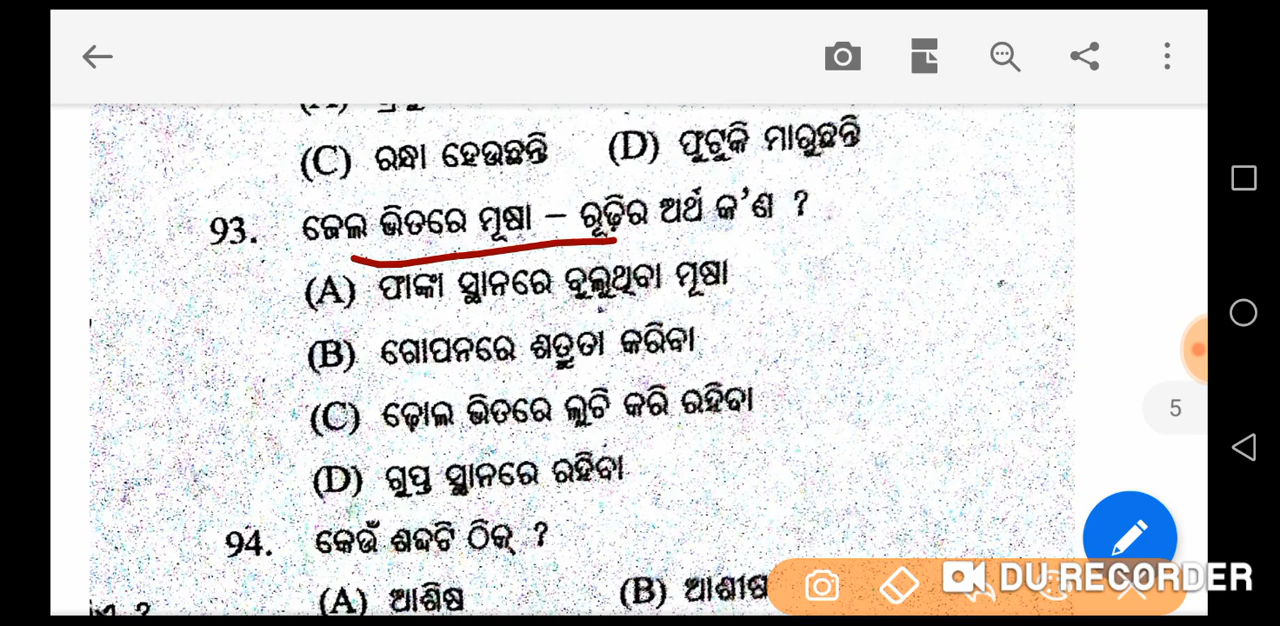 (C) ରନ୍ଧା ହେଉଛନ୍ତି (D) ଫୁଟୁକି ମାରୁଛନ୍ତି
93. ଜେଲ ଭିତରେ ମୂଷା – ରୂଢ଼ିର ଅର୍ଥ କ'ଣ ?
(A) ଫାଙ୍କା ସ୍ଥାନରେ ବୁଲୁଥିବା ମୂଷା
(B) ଗୋପନରେ ଶତ୍ରୁତା କରିବା
(C) ଢ଼ୋଲ ଭିତରେ ଲୁଚି କରି ରହିବା
(D) ଗୁପ୍ତ ସ୍ଥାନରେ ରହିବା
5
94. କେଉଁ ଶବ୍ଦଟି ଠିକ୍ ?
(A) ଆଶିଷ (B) ଆଶୀଷ
DU RECORDER